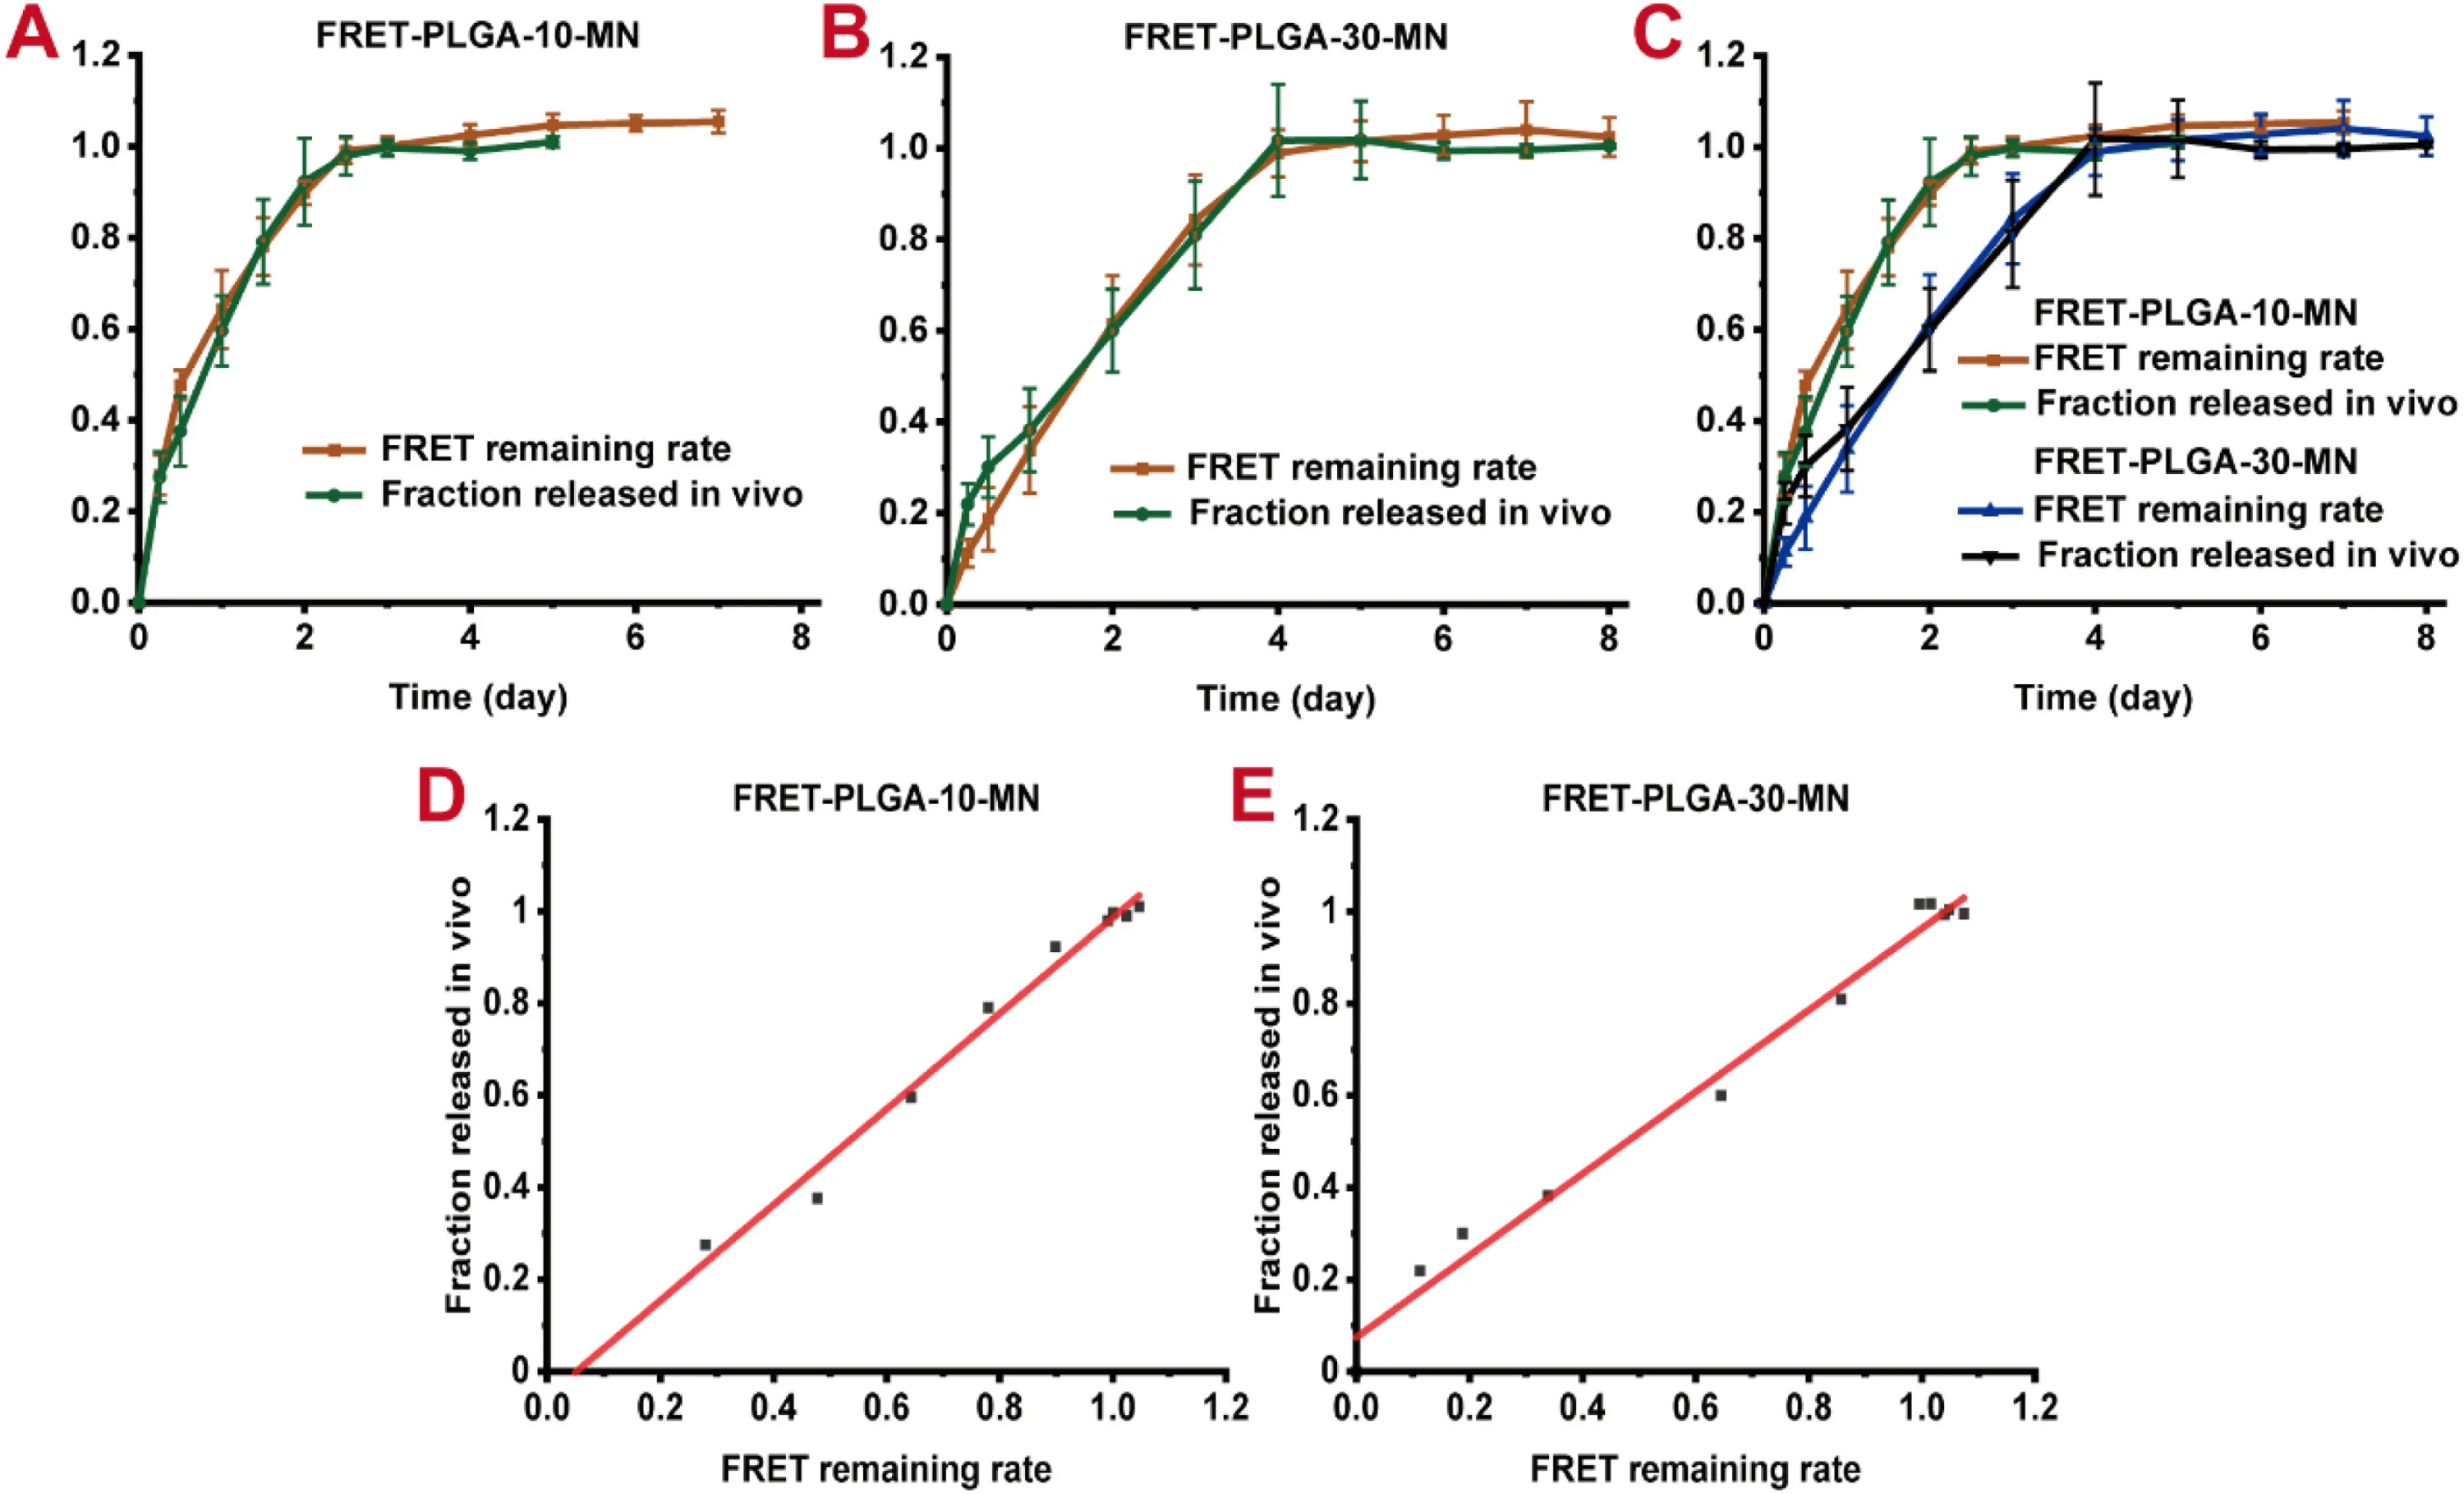 A
FRET-PLGA-10-MN
1.2
1.0
0.8
0.6
0.4
0.2
0.0
0 2 4 6 8
FRET remaining rate
Fraction released in vivo
Time (day)
B
FRET-PLGA-30-MN
1.2
1.0
0.8
0.6
0.4
0.2
0.0
0 2 4 6 8
FRET remaining rate
Fraction released in vivo
Time (day)
C
1.2
1.0
0.8
0.6
0.4
0.2
0.0
0 2 4 6 8
FRET-PLGA-10-MN
FRET remaining rate
Fraction released in vivo
FRET-PLGA-30-MN
FRET remaining rate
Fraction released in vivo
Time (day)
D
FRET-PLGA-10-MN
Fraction released in vivo
1.2
1
0.8
0.6
0.4
0.2
0
0.0 0.2 0.4 0.6 0.8 1.0 1.2
FRET remaining rate
E
FRET-PLGA-30-MN
Fraction released in vivo
1.2
1
0.8
0.6
0.4
0.2
0
0.0 0.2 0.4 0.6 0.8 1.0 1.2
FRET remaining rate